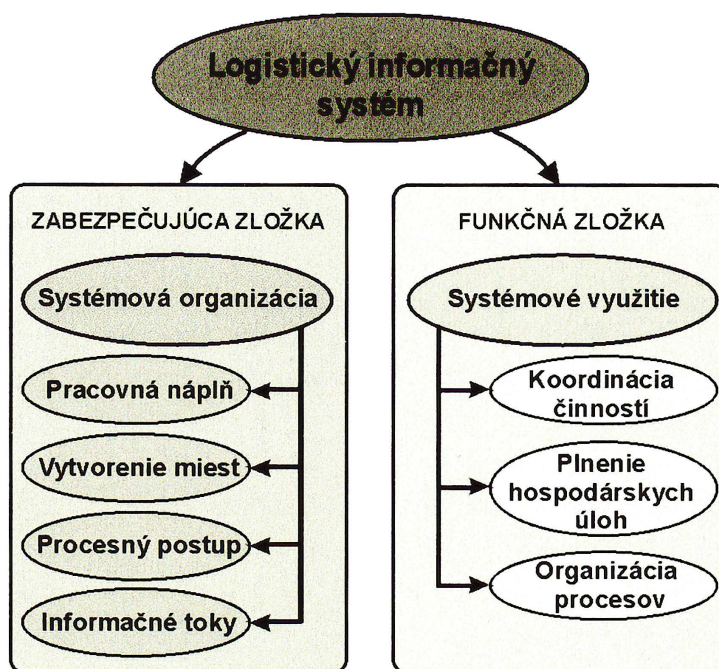 Logistický informačný
systém
ZABEZPEČUJÚCA ZLOŽKA
Systémová organizácia
Pracovná náplň
Vytvorenie miest
Procesný postup
Informačné toky
FUNKČNÁ ZLOŽKA
Systémové využitie
Koordinácia
činností
Plnenie
hospodárskych
úloh
Organizácia
procesov